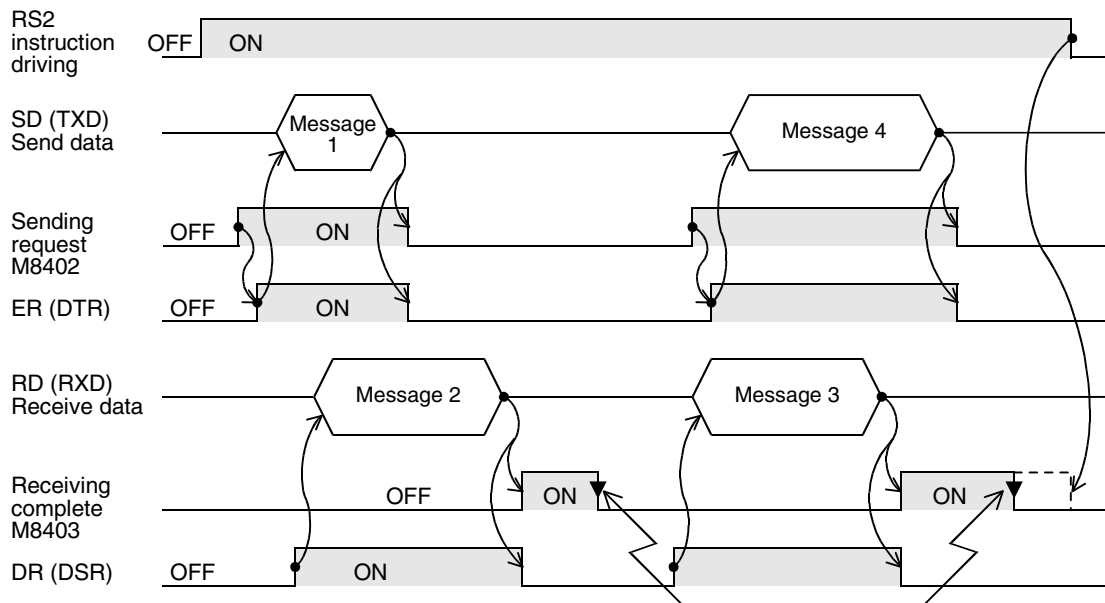 RS2
instruction
driving
OFF ON
SD (TXD)
Send data
Message
1
Message 4
Sending
request
M8402
OFF ON
ER (DTR)
OFF ON
RD (RXD)
Receive data
Message 2
Message 3
Receiving
complete
M8403
OFF ON ON
DR (DSR)
OFF ON